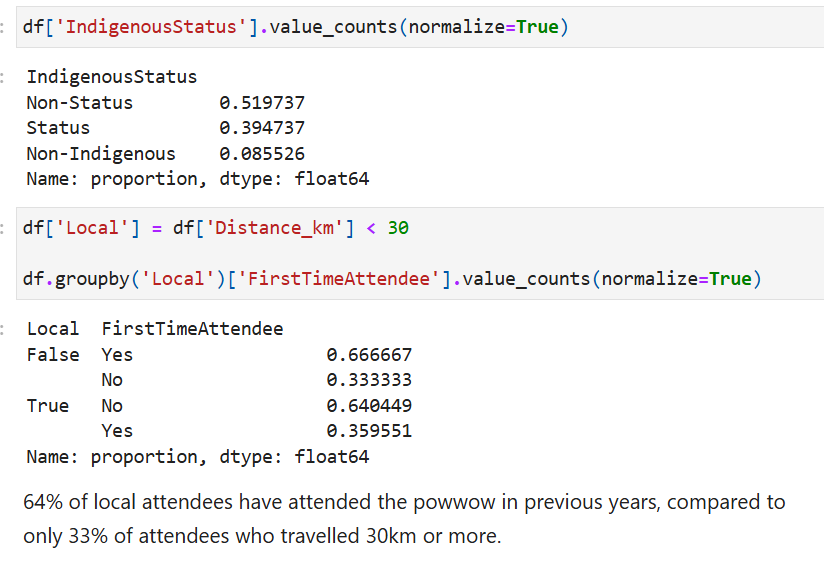 df['IndigenousStatus'].value_counts(normalize=True)
IndigenousStatus
Non-Status        0.519737
Status            0.394737
Non-Indigenous    0.085526
Name: proportion, dtype: float64
df['Local'] = df['Distance_km'] < 30
df.groupby('Local')['FirstTimeAttendee'].value_counts(normalize=True)
Local  FirstTimeAttendee
False  Yes                  0.666667
       No                   0.333333
True   No                   0.640449
       Yes                  0.359551
Name: proportion, dtype: float64
64% of local attendees have attended the powwow in previous years, compared to
only 33% of attendees who travelled 30km or more.